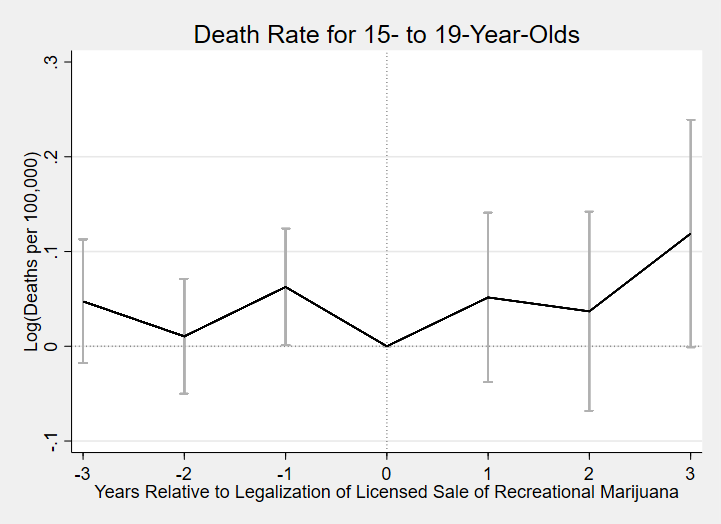 Death Rate for 15- to 19-Year-Olds
Log(Deaths per 100,000)
.3
.2
.1
0
-.1
-3 -2 -1 0 1 2 3
Years Relative to Legalization of Licensed Sale of Recreational Marijuana